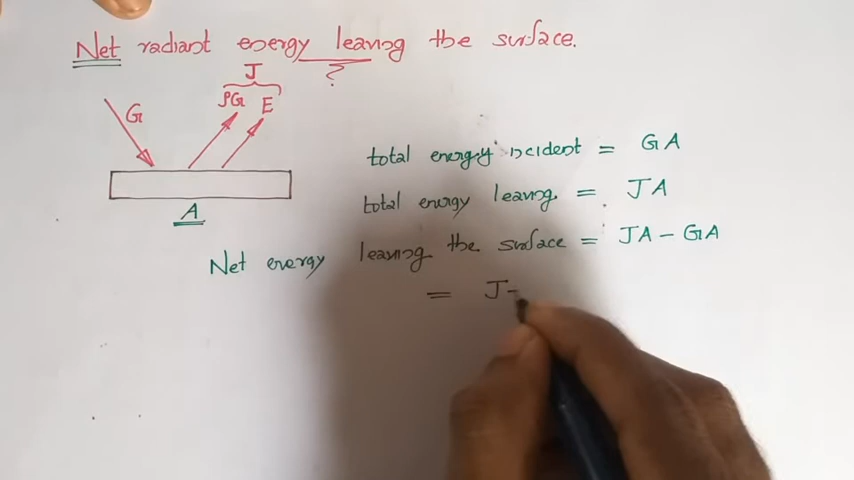 Net radiant energy leaving the surface.
?
J
G
ρG E
A
total energy incident = GA
total energy leaving = JA
Net energy leaving the surface = JA - GA
= J-